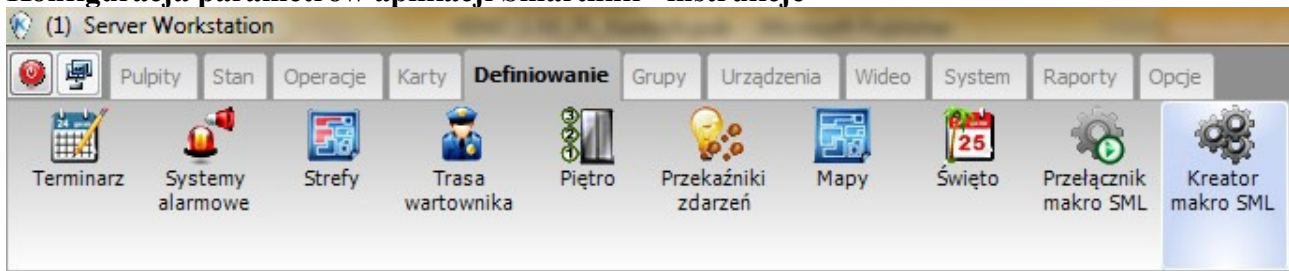 (1) Server Workstation
Pulpity Stan Operacje Karty Definiowanie Grupy Urządzenia Wideo System Raporty Opcje
Terminarz Systemy alarmowe Strefy Trasa wartownika Piętro Przekaźniki zdarzeń Mapy Święto Przełącznik makro SML Kreator makro SML